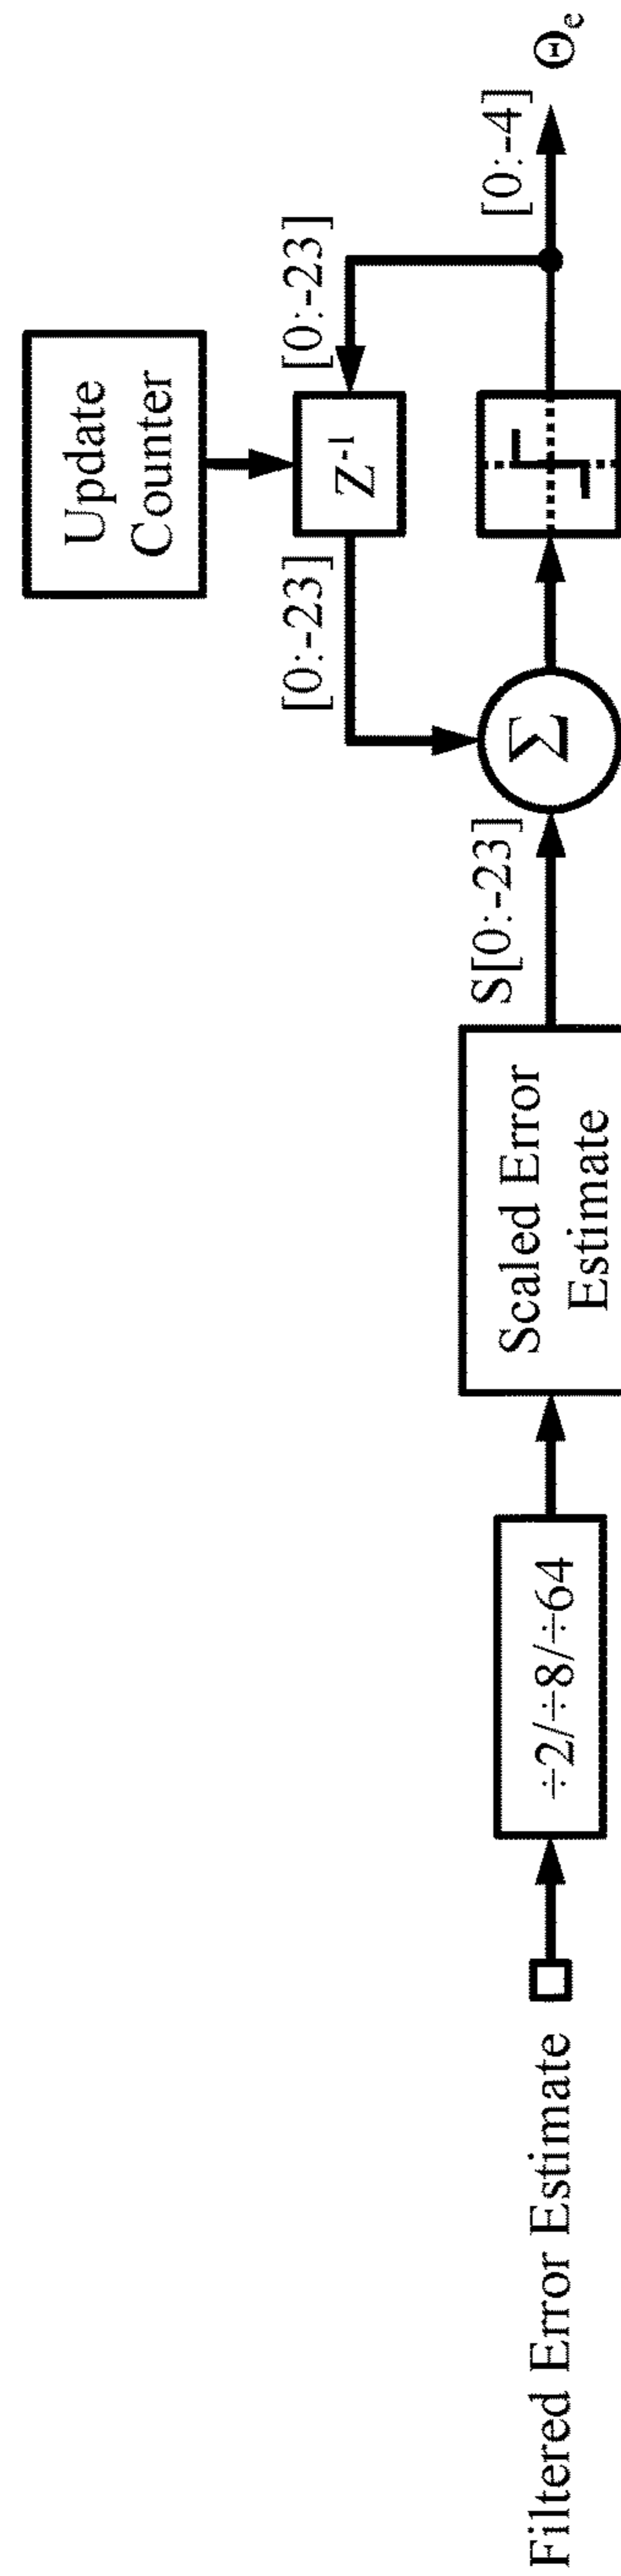 Filtered Error Estimate
÷2/÷8/÷64
Scaled Error
Estimate
S[0:-23]
Σ
[0:-23]
Z⁻¹
[0:-23]
Update
Counter
[0:-4]
Θe